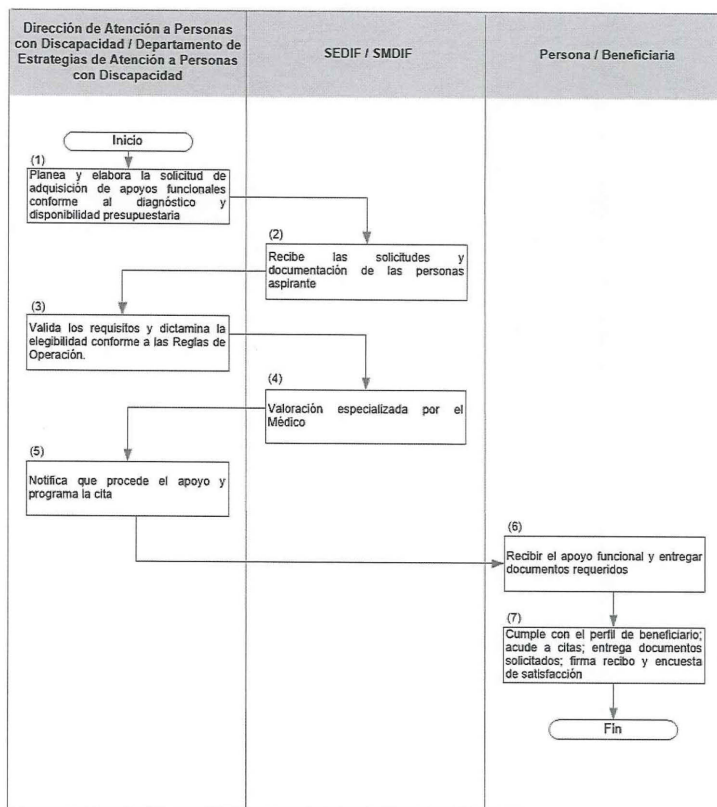 Dirección de Atención a Personas
con Discapacidad / Departamento de
Estrategias de Atención a Personas
con Discapacidad
SEDIF / SMDIF
Persona / Beneficiaria
Inicio
(1)
Planea y elabora la solicitud de
adquisición de apoyos funcionales
conforme al diagnóstico y
disponibilidad presupuestaria
(2)
Recibe las solicitudes y
documentación de las personas
aspirante
(3)
Valida los requisitos y dictamina la
elegibilidad conforme a las Reglas de
Operación.
(4)
Valoración especializada por el
Médico
(5)
Notifica que procede el apoyo y
programa la cita
(6)
Recibir el apoyo funcional y entregar
documentos requeridos
(7)
Cumple con el perfil de beneficiario;
acude a citas; entrega documentos
solicitados; firma recibo y encuesta
de satisfacción
Fin